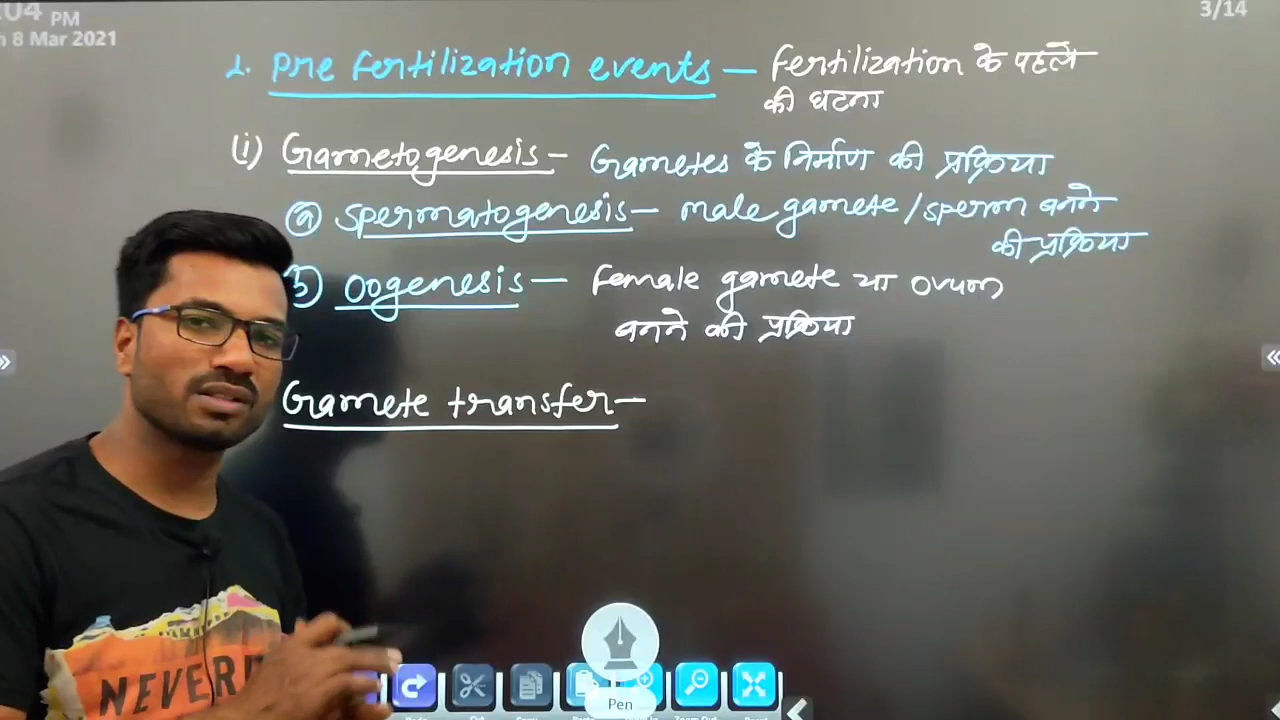 :04 PM
8 Mar 2021
3/14
1. Pre fertilization events — Fertilization के पहले
की घटना
(i) Gametogenesis — Gametes के निर्माण की प्रक्रिया
(a) Spermatogenesis — male gamete/sperm बनने
की प्रक्रिया
b) oogenesis — Female gamete या ovum
बनने की प्रक्रिया
Gamete transfer —
NEVER
Pen